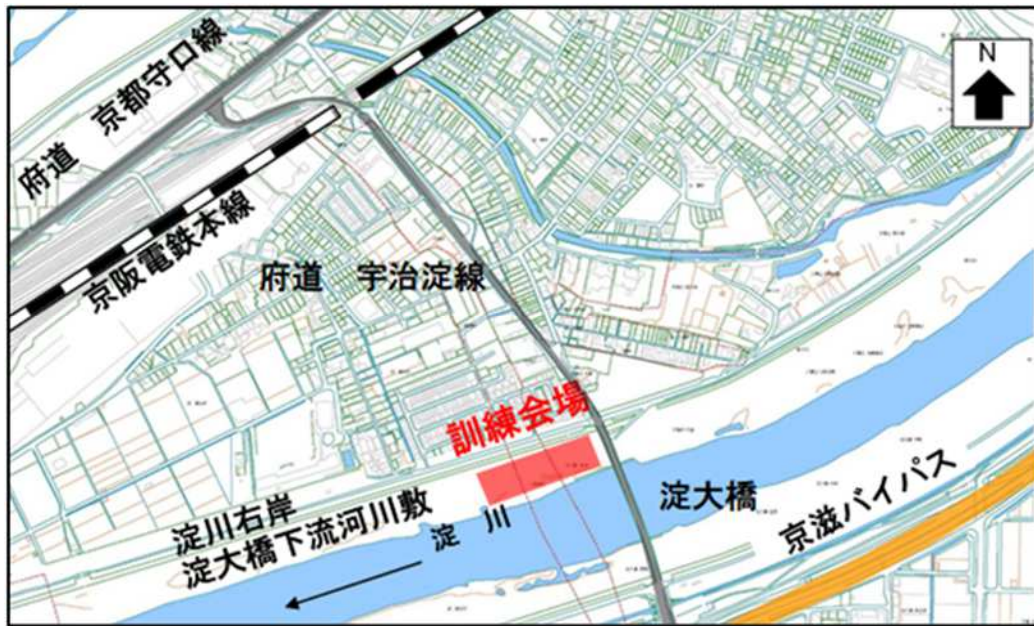 府道 京都守口線
N
京阪電鉄本線
府道 宇治淀線
訓練会場
淀川右岸
淀大橋下流河川敷
淀 川
淀大橋
京滋バイパス